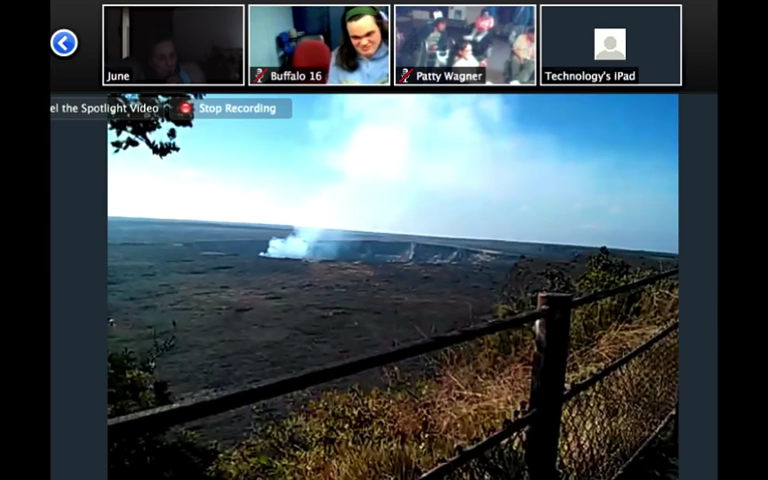 June
Buffalo 16
Patty Wagner
Technology's iPad
el the Spotlight Video
Stop Recording